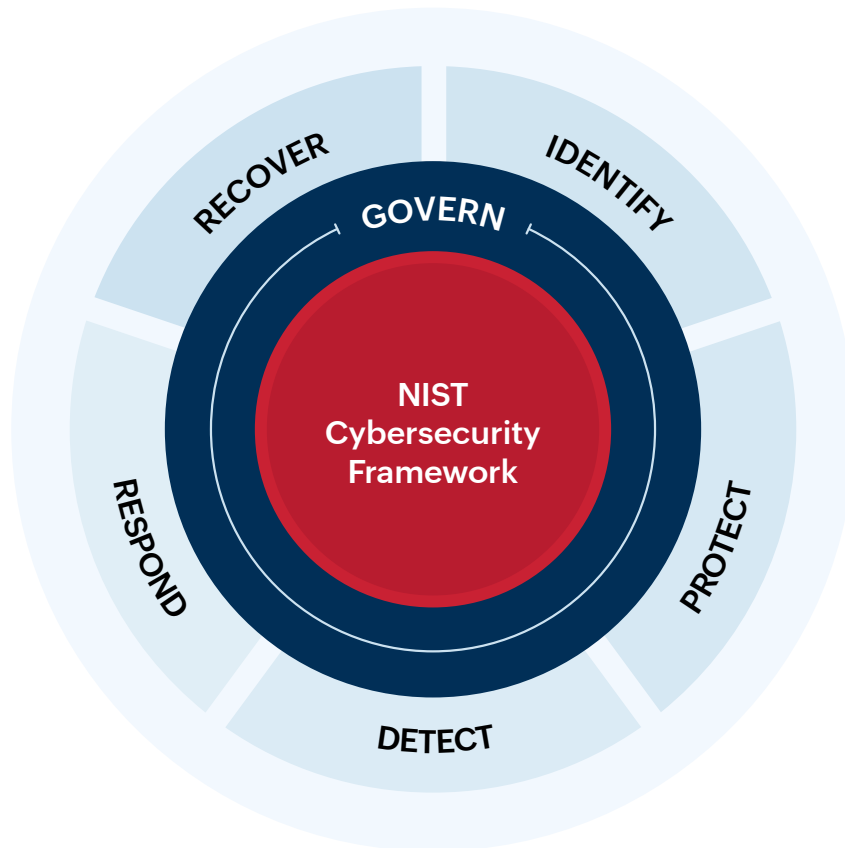 RECOVER
IDENTIFY
GOVERN
NIST
Cybersecurity
Framework
RESPOND
PROTECT
DETECT